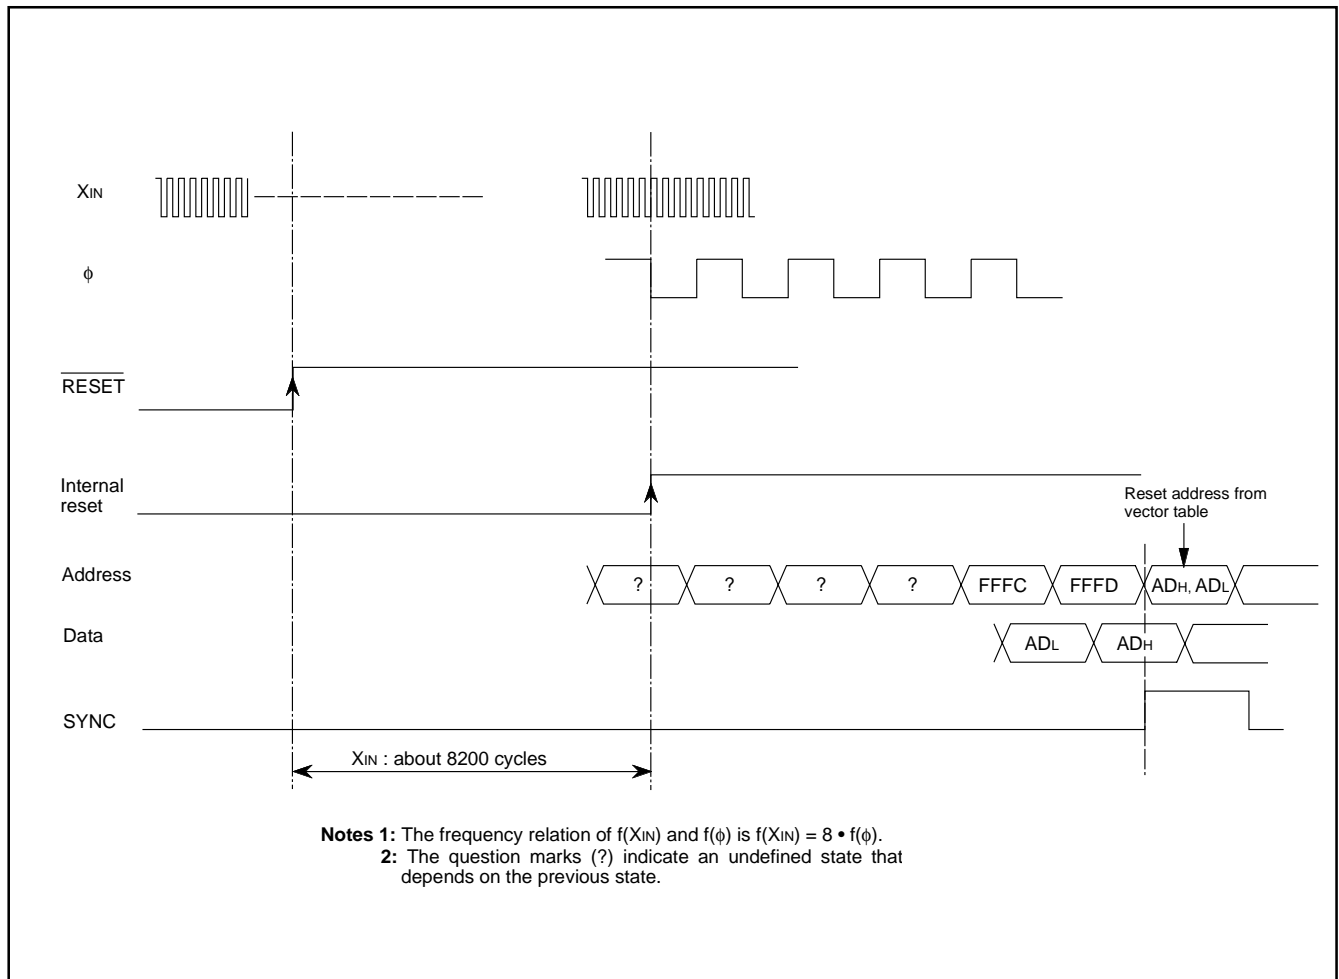 XIN
ϕ
RESET
Internal
reset
Reset address from
vector table
Address
? ? ? ? FFFC FFFD ADH, ADL
Data
ADL ADH
SYNC
XIN : about 8200 cycles
Notes 1: The frequency relation of f(XIN) and f(ϕ) is f(XIN) = 8 • f(ϕ).
2: The question marks (?) indicate an undefined state that
depends on the previous state.